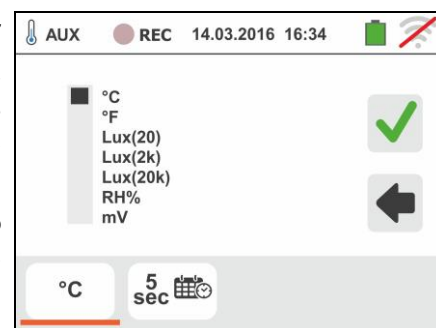 AUX REC 14.03.2016 16:34
°C
°F
Lux(20)
Lux(2k)
Lux(20k)
RH%
mV
°C 5 sec